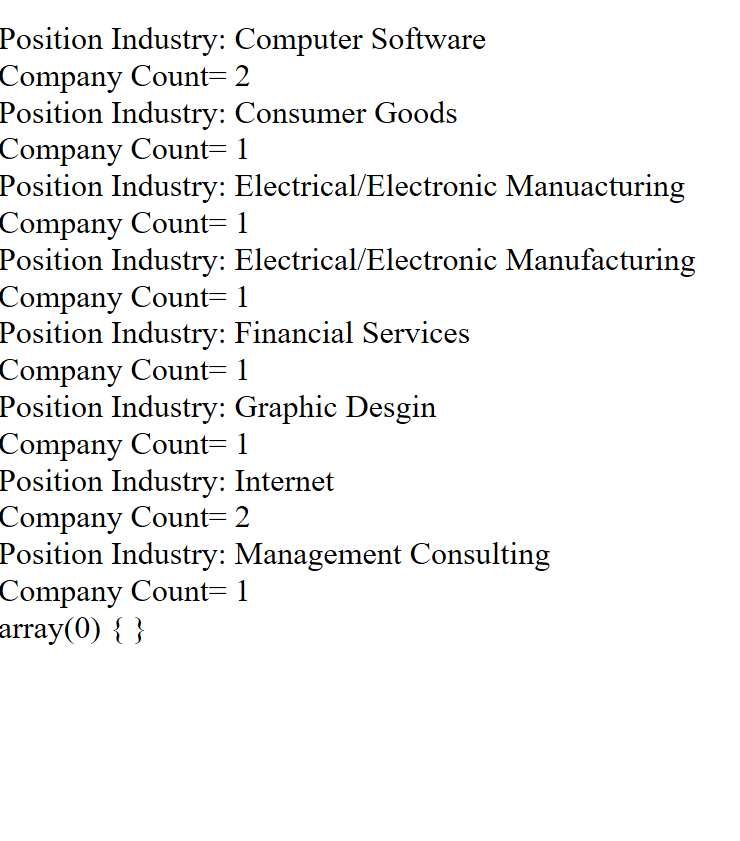 Position Industry: Computer Software
Company Count= 2
Position Industry: Consumer Goods
Company Count= 1
Position Industry: Electrical/Electronic Manuacturing
Company Count= 1
Position Industry: Electrical/Electronic Manufacturing
Company Count= 1
Position Industry: Financial Services
Company Count= 1
Position Industry: Graphic Desgin
Company Count= 1
Position Industry: Internet
Company Count= 2
Position Industry: Management Consulting
Company Count= 1
array(0) { }